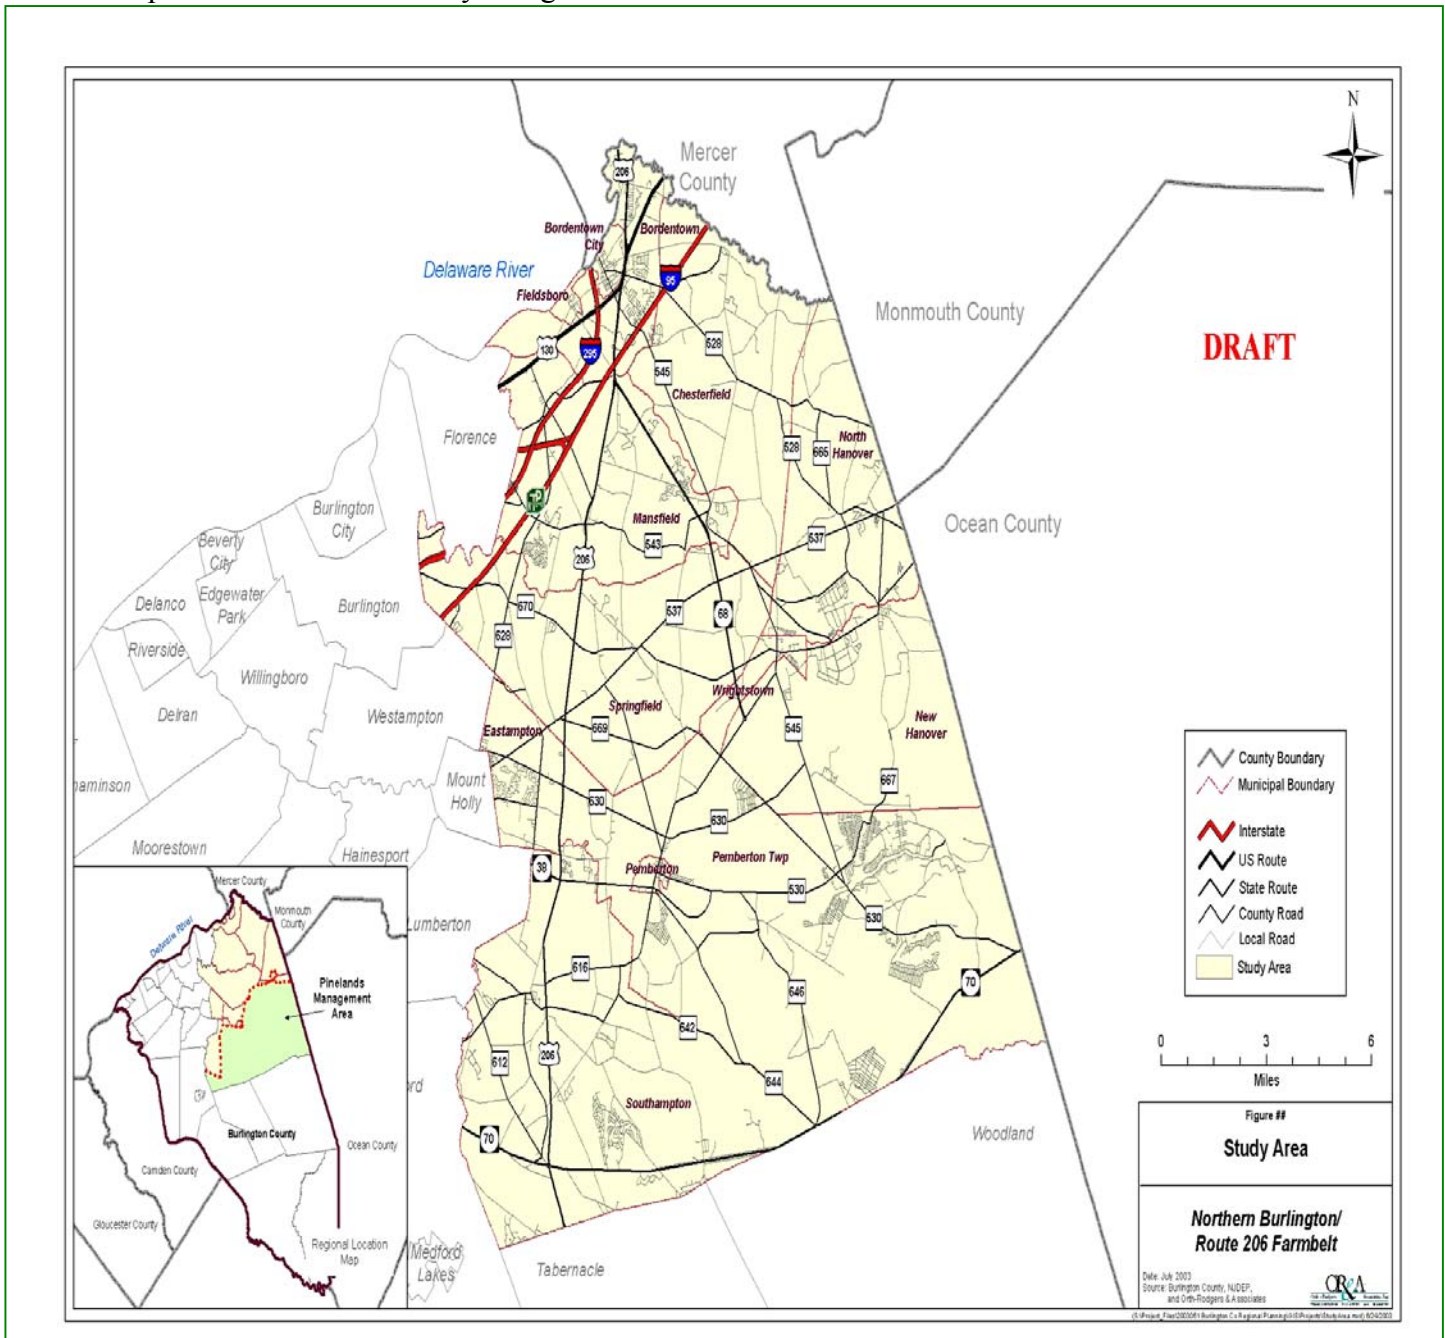 N
Mercer
County
206
Bordentown
City
Bordentown
Delaware River
95
Fieldsboro
Monmouth County
DRAFT
130
295
528
545
Chesterfield
Florence
North
Hanover
528
665
Burlington
City
Mansfield
Ocean County
Beverly
City
543
537
206
Edgewater
Park
Delanco
Burlington
670
537
68
628
Riverside
Willingboro
Wrightstown
Springfield
Delran
Westampton
Eastampton
669
545
New
Hanover
County Boundary
Municipal Boundary
Mount
Holly
667
aminson
630
630
Interstate
US Route
State Route
County Road
Local Road
Study Area
Moorestown
Hainesport
38
Pemberton
Pemberton Twp
530
530
Lumberton
616
646
70
642
0 3 6
Miles
612
206
644
Southampton
70
Woodland
Medford
Lakes
Tabernacle
Mercer County
Monmouth
County
Delaware River
Pinelands
Management
Area
Burlington County
Ocean County
Camden County
Gloucester County
Regional Location
Map
Figure ##
Study Area
Northern Burlington/
Route 206 Farmbelt
Date: July 2003
Source: Burlington County, NJDEP,
and Orth-Rodgers & Associates